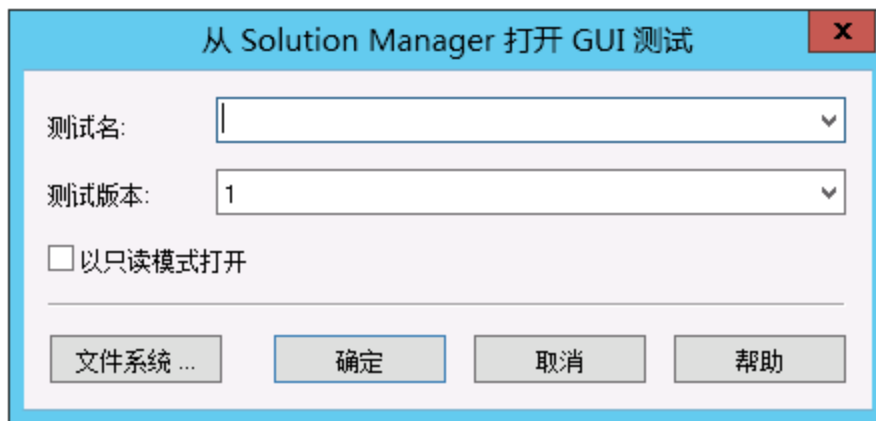 从 Solution Manager 打开 GUI 测试
测试名:
测试版本: 1
以只读模式打开
文件系统 ... 确定 取消 帮助